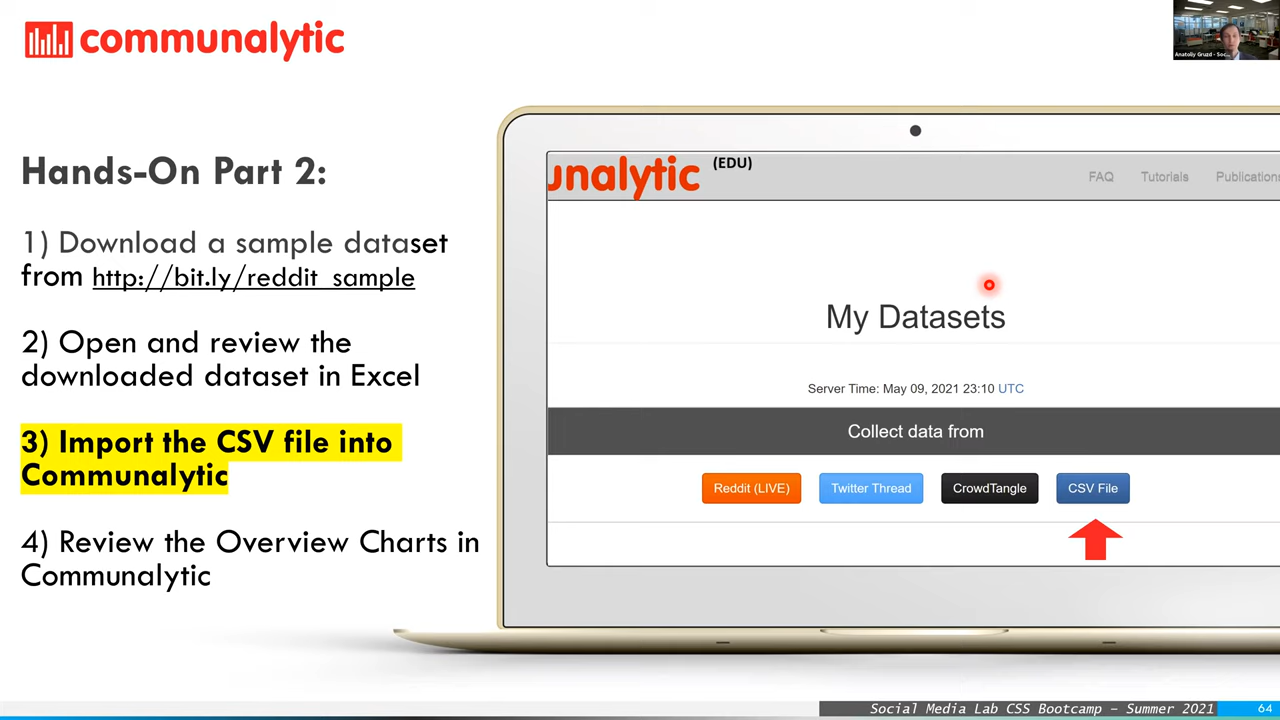 communalytic
Anatoliy Gruzd - Soc...
Hands-On Part 2:
1) Download a sample dataset
from http://bit.ly/reddit_sample
2) Open and review the
downloaded dataset in Excel
3) Import the CSV file into
Communalytic
4) Review the Overview Charts in
Communalytic
unalytic (EDU)
FAQ Tutorials Publications
My Datasets
Server Time: May 09, 2021 23:10 UTC
Collect data from
Reddit (LIVE) Twitter Thread CrowdTangle CSV File
Social Media Lab CSS Bootcamp – Summer 2021 64